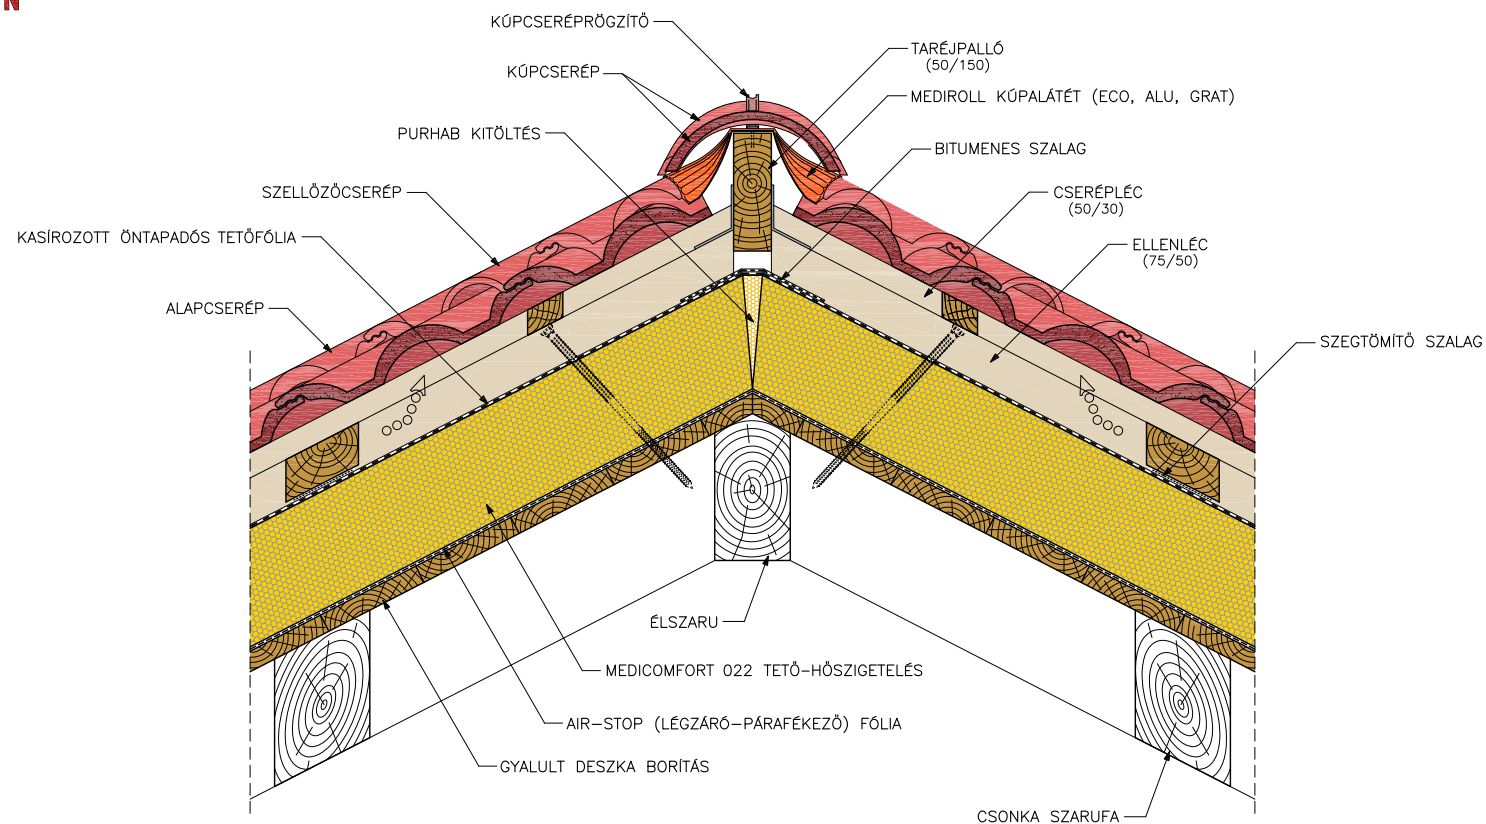 N
KÚPCSERÉPRÖGZÍTŐ
KÚPCSERÉP
PURHAB KITÖLTÉS
SZELLŐZŐCSERÉP
KASÍROZOTT ÖNTAPADÓS TETŐFÓLIA
ALAPCSERÉP
TARÉJPALLÓ
(50/150)
MEDIROLL KÚPALÁTÉT (ECO, ALU, GRAT)
BITUMENES SZALAG
CSERÉPLÉC
(50/30)
ELLENLÉC
(75/50)
SZEGTÖMÍTŐ SZALAG
ÉLSZARU
MEDICOMFORT 022 TETŐ-HŐSZIGETELÉS
AIR-STOP (LÉGZÁRÓ-PÁRAFÉKEZŐ) FÓLIA
GYALULT DESZKA BORÍTÁS
CSONKA SZARUFA